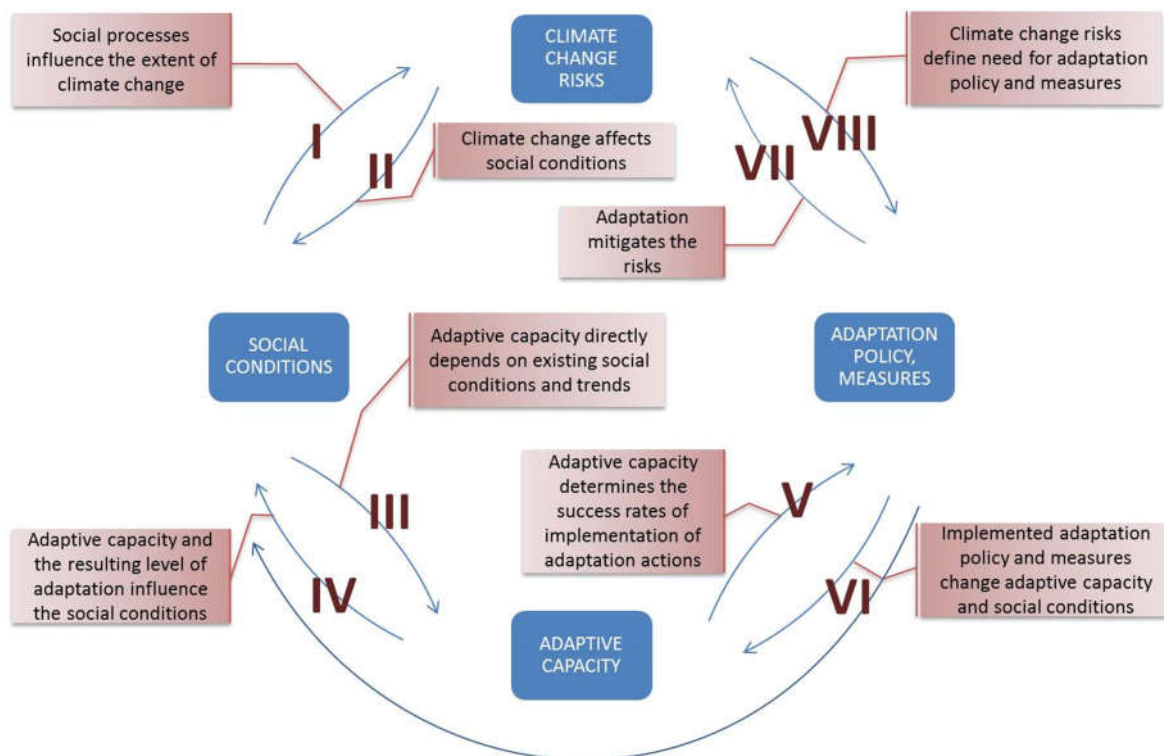 Social processes
influence the extent of
climate change
CLIMATE
CHANGE
RISKS
Climate change risks
define need for adaptation
policy and measures
I
II
Climate change affects
social conditions
VII
VIII
Adaptation
mitigates the
risks
SOCIAL
CONDITIONS
Adaptive capacity directly
depends on existing social
conditions and trends
ADAPTATION
POLICY,
MEASURES
III
IV
Adaptive capacity and
the resulting level of
adaptation influence
the social conditions
Adaptive capacity
determines the
success rates of
implementation of
adaptation actions
V
VI
Implemented adaptation
policy and measures
change adaptive capacity
and social conditions
ADAPTIVE
CAPACITY